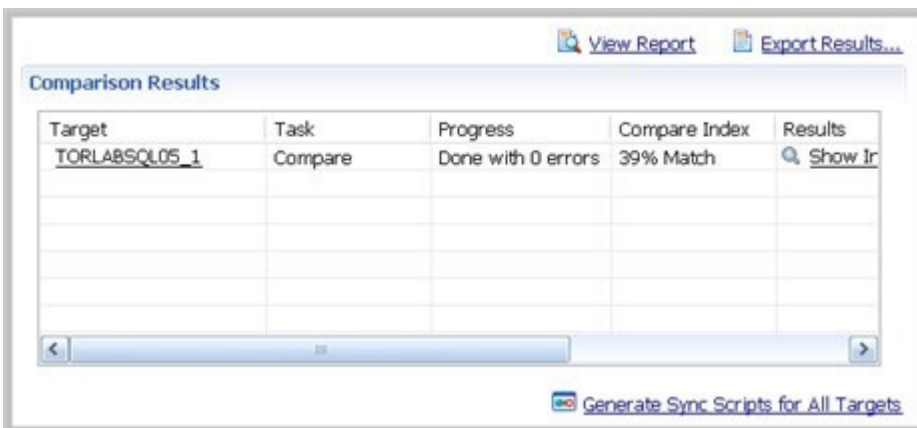 View Report Export Results...
Comparison Results
Target Task Progress Compare Index Results
TORLABSQL05_1 Compare Done with 0 errors 39% Match Show
Generate Sync Scripts for All Targets